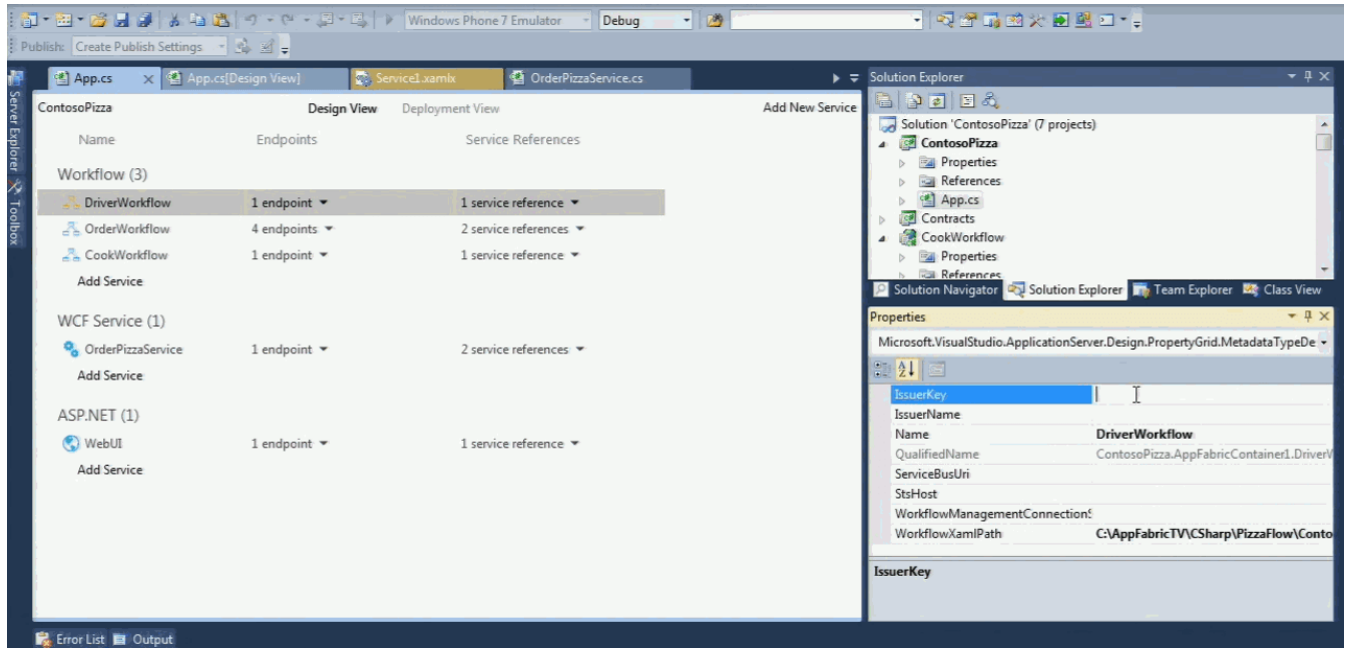 Windows Phone 7 Emulator Debug
Publish: Create Publish Settings
Server Explorer
Toolbox
App.cs App.cs[Design View] Service1.xamlx OrderPizzaService.cs
ContosoPizza Design View Deployment View Add New Service
Name Endpoints Service References
Workflow (3)
DriverWorkflow 1 endpoint 1 service reference
OrderWorkflow 4 endpoints 2 service references
CookWorkflow 1 endpoint 1 service reference
Add Service
WCF Service (1)
OrderPizzaService 1 endpoint 2 service references
Add Service
ASP.NET (1)
WebUI 1 endpoint 1 service reference
Add Service
Solution Explorer
Solution 'ContosoPizza' (7 projects)
ContosoPizza
Properties
References
App.cs
Contracts
CookWorkflow
Properties
References
Solution Navigator Solution Explorer Team Explorer Class View
Properties
Microsoft.VisualStudio.ApplicationServer.Design.PropertyGrid.MetadataTypeDe
IssuerKey
IssuerName
Name DriverWorkflow
QualifiedName ContosoPizza.AppFabricContainer1.DriverW
ServiceBusUri
StsHost
WorkflowManagementConnectionS
WorkflowXamlPath C:\AppFabricTV\CSharp\PizzaFlow\Conto
IssuerKey
Error List Output